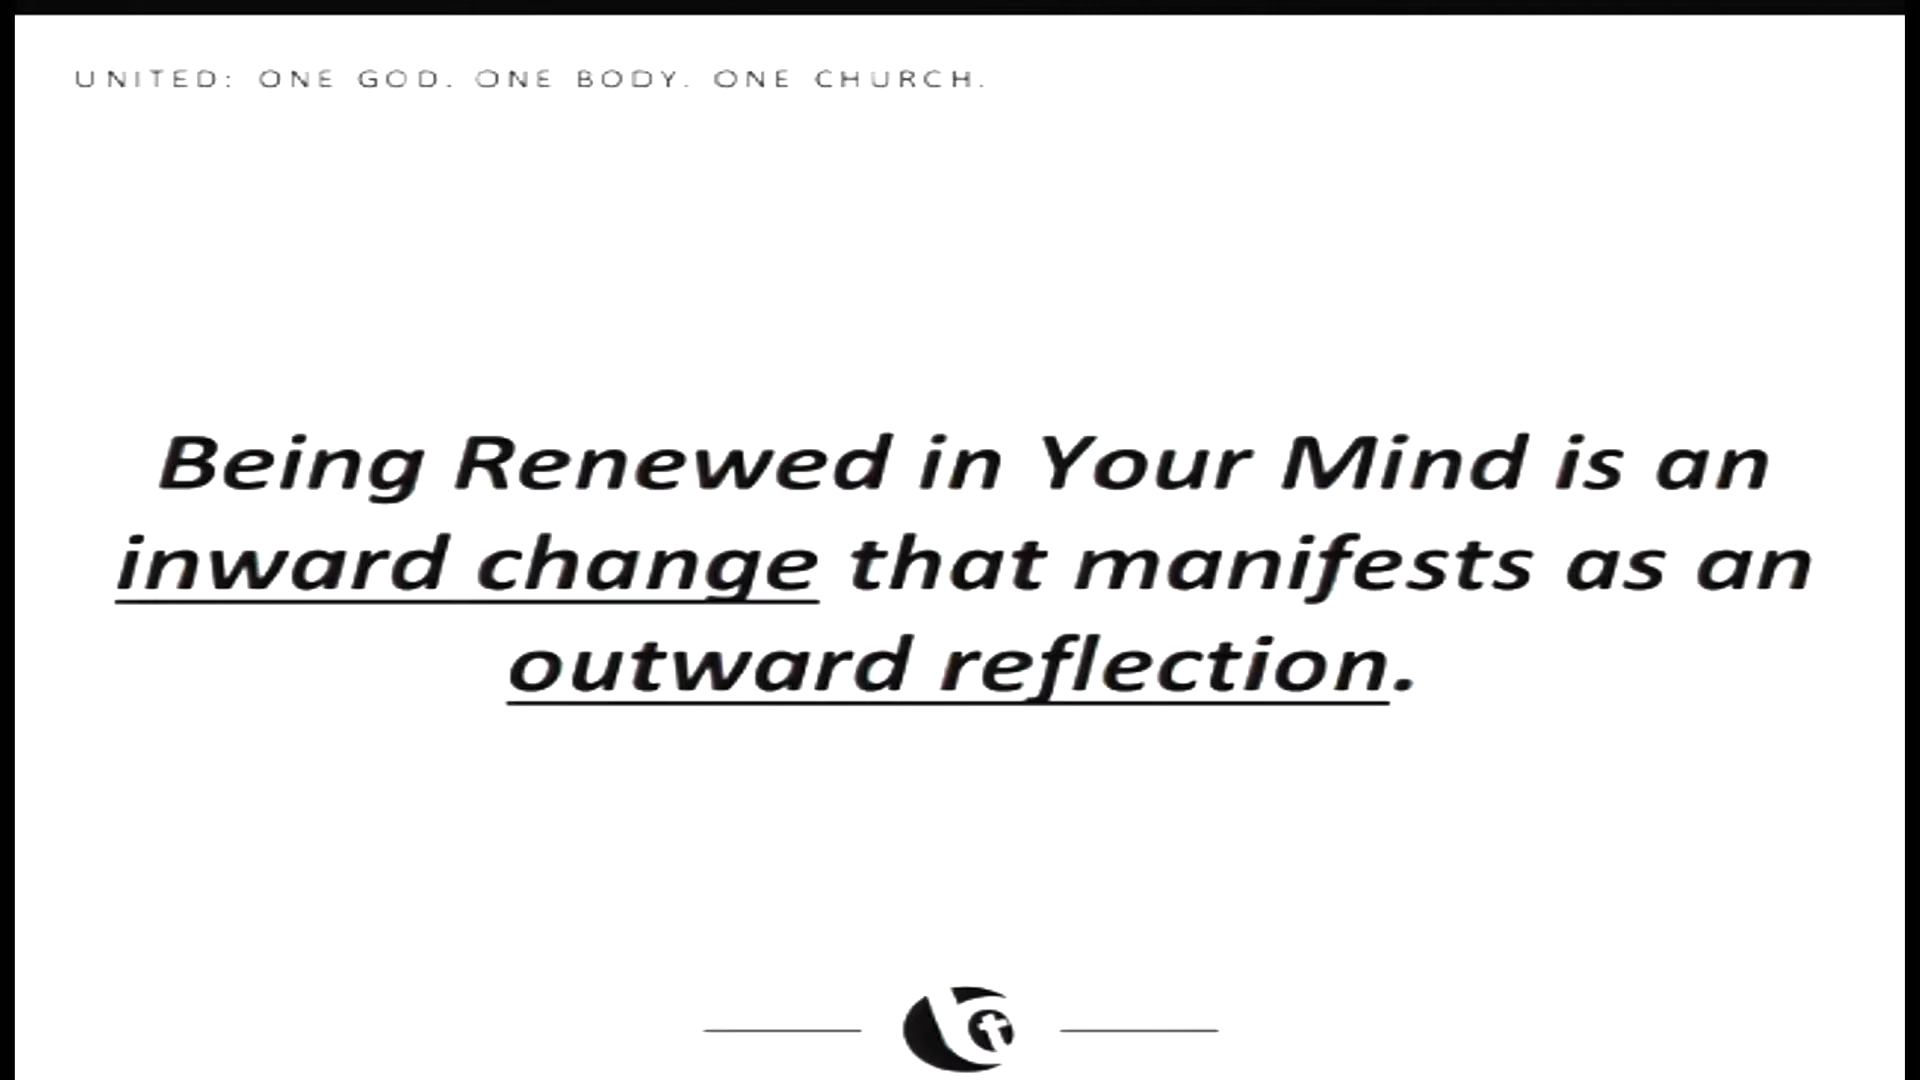 UNITED: ONE GOD. ONE BODY. ONE CHURCH.
Being Renewed in Your Mind is an
inward change that manifests as an
outward reflection.